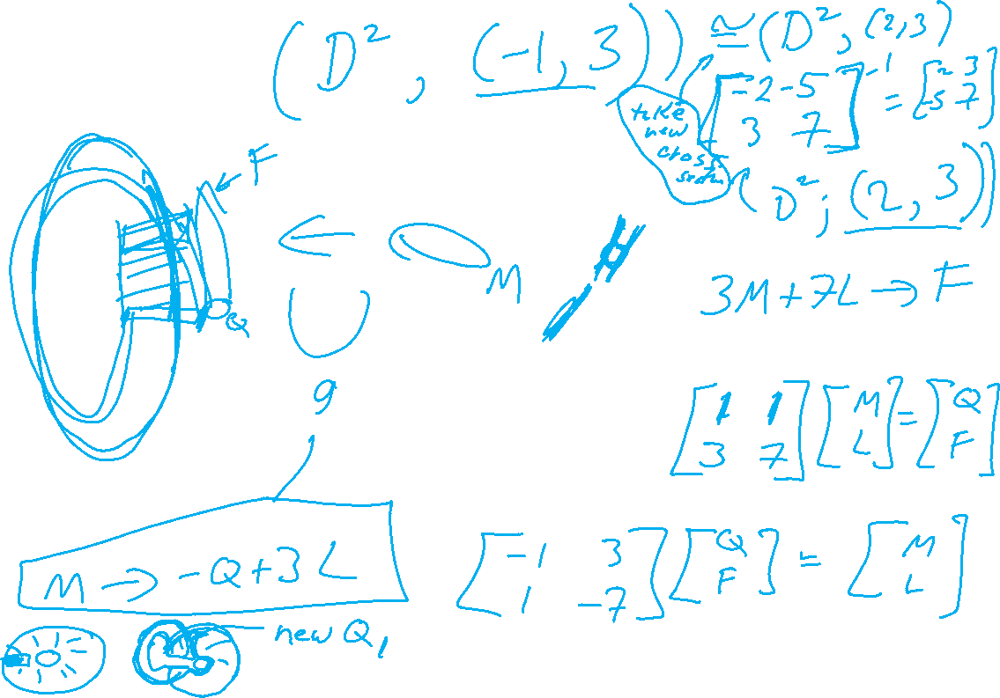 (D², (-1, 3)) ≅ (D², (2,3)
[-2 -5
3 7]⁻¹ = [2 3
-5 7]
take
new
cross
(D²; (2, 3))
F
M
Q
3M+7L → F
g
[1 1
3 7] [M
L] = [Q
F]
M → -Q+3L
[-1 3
1 -7] [Q
F] = [M
L]
new Q₁